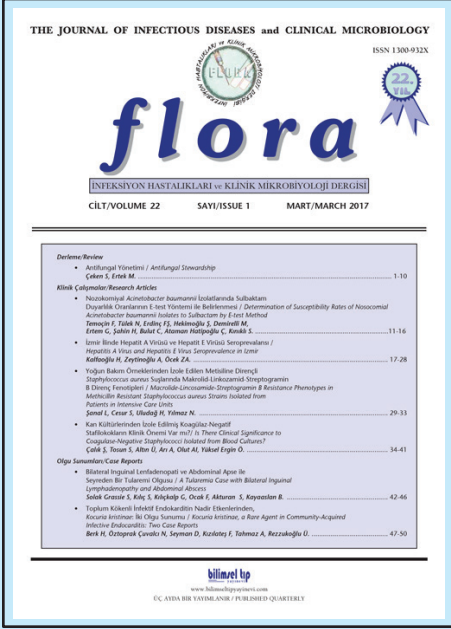 THE JOURNAL OF INFECTIOUS DISEASES and CLINICAL MICROBIOLOGY
ISSN 1300-932X
FLORA
22.
YIL
flora
İNFEKSİYON HASTALIKLARI ve KLİNİK MİKROBİYOLOJİ DERGİSİ
CİLT/VOLUME 22 SAYI/ISSUE 1 MART/MARCH 2017
Derleme/Review
• Antifungal Yönetimi / Antifungal Stewardship
Çeken S, Ertek M. 1-10
Klinik Çalışmalar/Research Articles
• Nozokomiyal Acinetobacter baumannii İzolatlarında Sulbaktam
Duyarlılık Oranlarının E-test Yöntemi ile Belirlenmesi / Determination of Susceptibility Rates of Nosocomial
Acinetobacter baumannii Isolates to Sulbactam by E-test Method
Temoçin F, Tülek N, Erdinç FŞ, Hekimoğlu Ş, Demirelli M,
Ertem G, Şahin H, Bulut C, Ataman Hatipoğlu Ç, Kınıklı S. 11-16
• İzmir İlinde Hepatit A Virüsü ve Hepatit E Virüsü Seroprevalansı /
Hepatitis A Virus and Hepatitis E Virus Seroprevalence in Izmir
Kaftaoğlu H, Zeytinoğlu A, Öcek ZA. 17-28
• Yoğun Bakım Örneklerinden İzole Edilen Metisiline Dirençli
Staphylococcus aureus Suşlarında Makrolid-Linkozamid-Streptogramin
B Direnç Fenotipleri / Macrolide-Lincosamide-Streptogramin B Resistance Phenotypes in
Methicillin Resistant Staphylococcus aureus Strains Isolated from
Patients in Intensive Care Units
Şanal L, Cesur S, Uludağ H, Yılmaz N. 29-33
• Kan Kültürlerinden İzole Edilmiş Koagülaz-Negatif
Stafilokokların Klinik Önemi Var mı?/ Is There Clinical Significance to
Coagulase-Negative Staphylococci Isolated from Blood Cultures?
Çalık Ş, Tosun S, Altın Ü, Arı A, Olut AI, Yüksel Ergin Ö. 34-41
Olgu Sunumları/Case Reports
• Bilateral Inguinal Lenfadenopati ve Abdominal Apse ile
Seyreden Bir Tularemi Olgusu / A Tularemia Case with Bilateral Inguinal
Lymphadenopathy and Abdominal Abscess
Solak Grassie S, Kılıç S, Kılıçkalp G, Ocak F, Akturan S, Kayaaslan B. 42-46
• Toplum Kökenli İnfektif Endokarditin Nadir Etkenlerinden,
Kocuria kristinae: İki Olgu Sunumu / Kocuria kristinae, a Rare Agent in Community-Acquired
Infective Endocarditis: Two Case Reports
Berk H, Öztoprak Çuvalcı N, Seyman D, Kızılateş F, Tahmaz A, Rezzukoğlu Ü. 47-50
bilimsel tıp
www.bilimseltipyayinevi.com
ÜÇ AYDA BİR YAYIMLANIR / PUBLISHED QUARTERLY